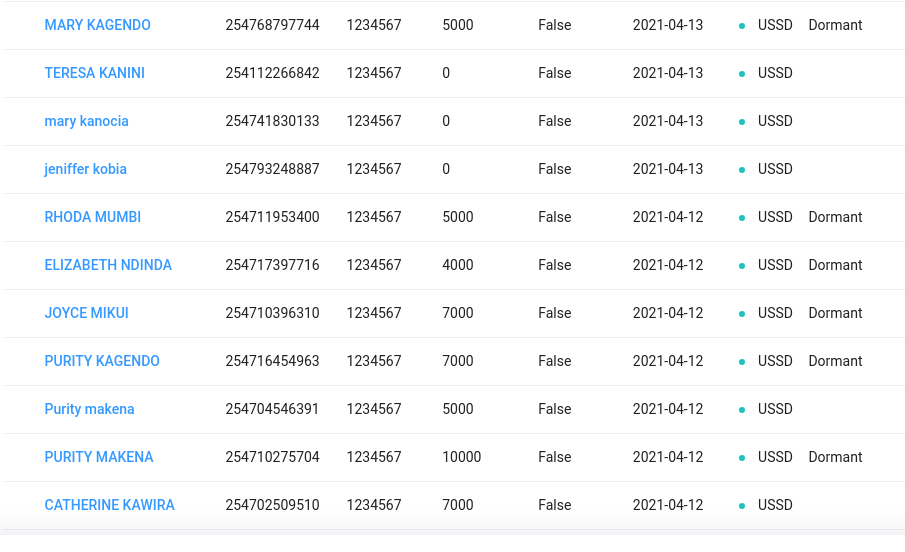 MARY KAGENDO 254768797744 1234567 5000 False 2021-04-13 USSD Dormant
TERESA KANINI 254112266842 1234567 0 False 2021-04-13 USSD
mary kanocia 254741830133 1234567 0 False 2021-04-13 USSD
jeniffer kobia 254793248887 1234567 0 False 2021-04-13 USSD
RHODA MUMBI 254711953400 1234567 5000 False 2021-04-12 USSD Dormant
ELIZABETH NDINDA 254717397716 1234567 4000 False 2021-04-12 USSD Dormant
JOYCE MIKUI 254710396310 1234567 7000 False 2021-04-12 USSD Dormant
PURITY KAGENDO 254716454963 1234567 7000 False 2021-04-12 USSD Dormant
Purity makena 254704546391 1234567 5000 False 2021-04-12 USSD
PURITY MAKENA 254710275704 1234567 10000 False 2021-04-12 USSD Dormant
CATHERINE KAWIRA 254702509510 1234567 7000 False 2021-04-12 USSD